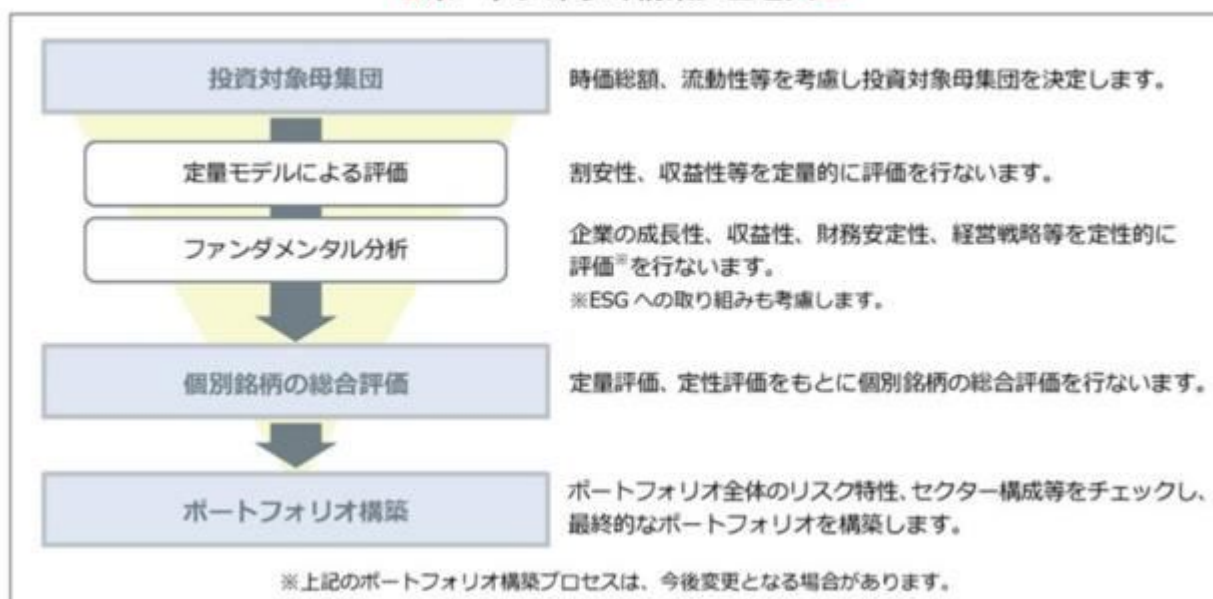 投資対象母集団
時価総額、流動性等を考慮し投資対象母集団を決定します。
定量モデルによる評価
割安性、収益性等を定量的に評価を行ないます。
ファンダメンタル分析
企業の成長性、収益性、財務安定性、経営戦略等を定性的に
評価※を行ないます。
※ESG への取り組みも考慮します。
個別銘柄の総合評価
定量評価、定性評価をもとに個別銘柄の総合評価を行ないます。
ポートフォリオ構築
ポートフォリオ全体のリスク特性、セクター構成等をチェックし、
最終的なポートフォリオを構築します。
※上記のポートフォリオ構築プロセスは、今後変更となる場合があります。